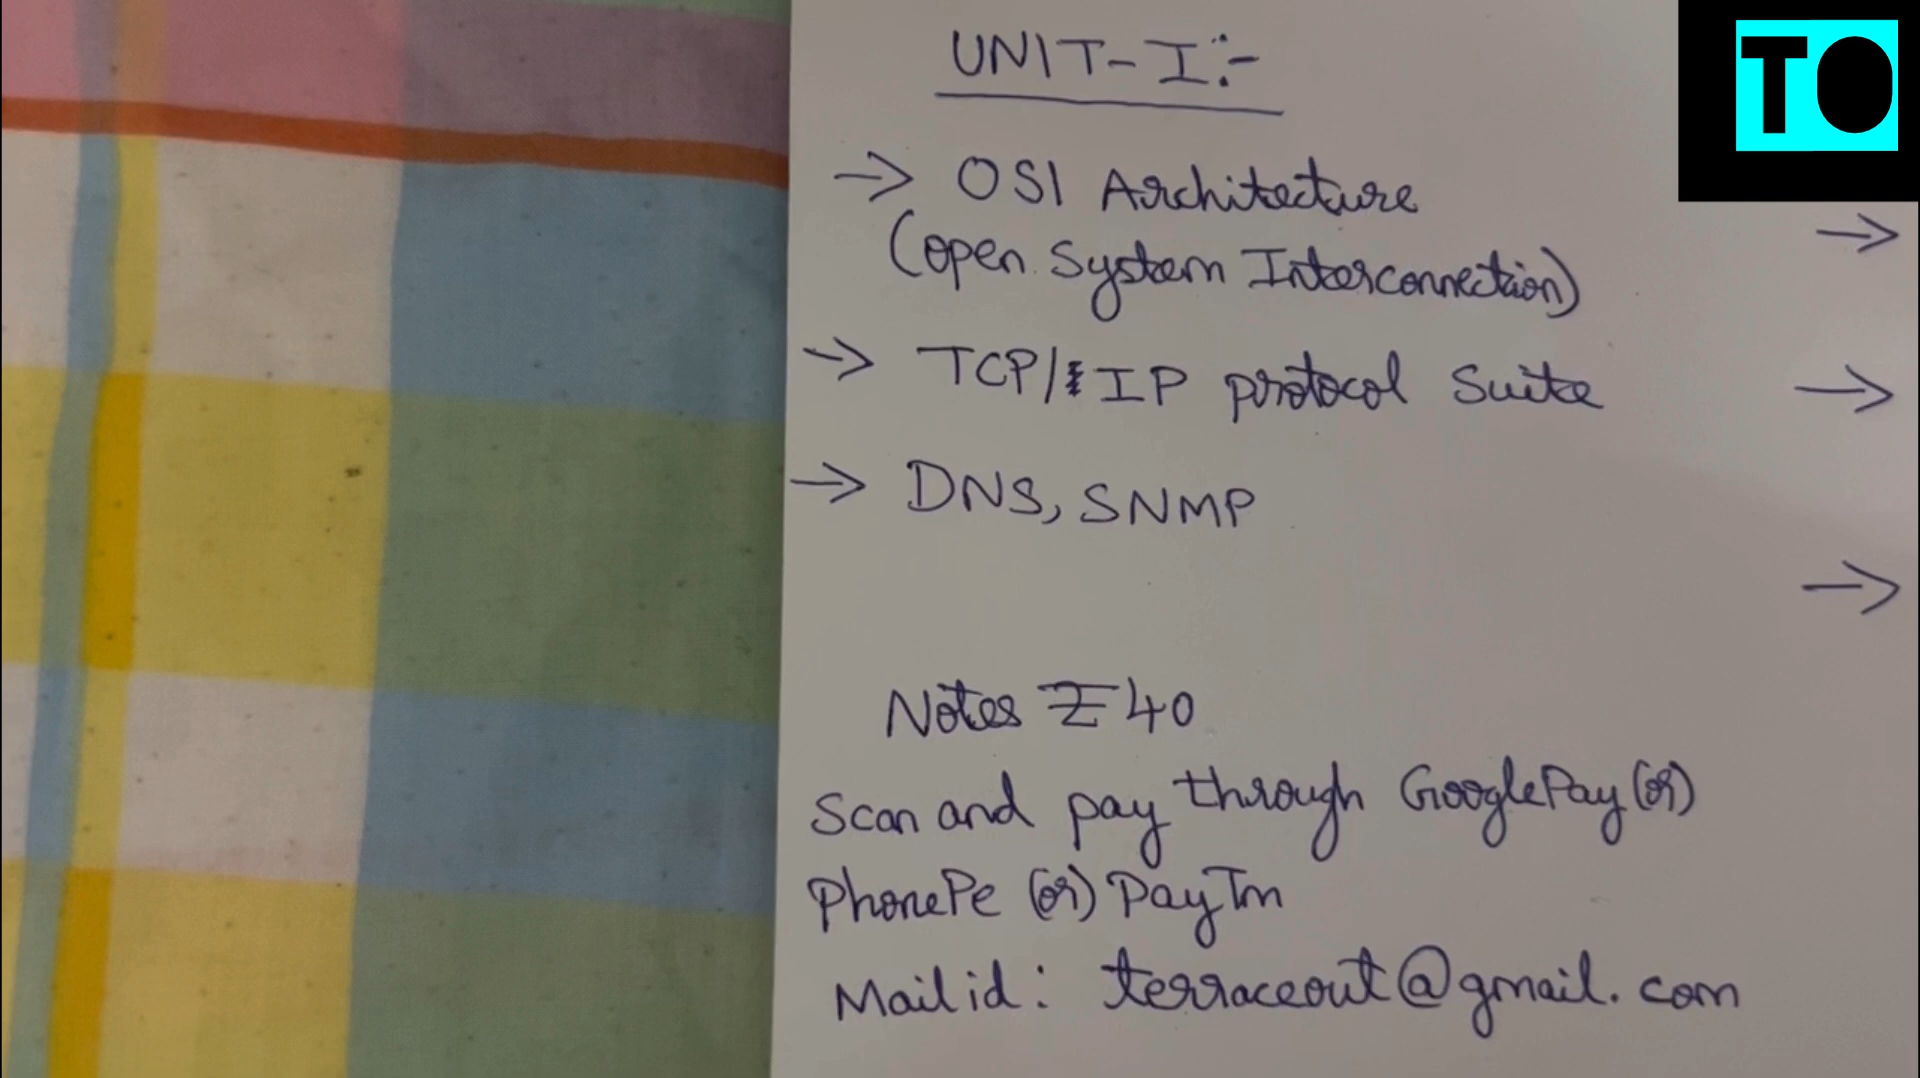 UNIT-I:-
→ OSI Architecture
(open System Interconnection)
→ TCP/IP protocol Suite
→ DNS, SNMP
→
→
→
Notes ₹40
Scan and pay through GooglePay (or)
PhonePe (or) PayTm
Mail id: terraceout@gmail.com
TO